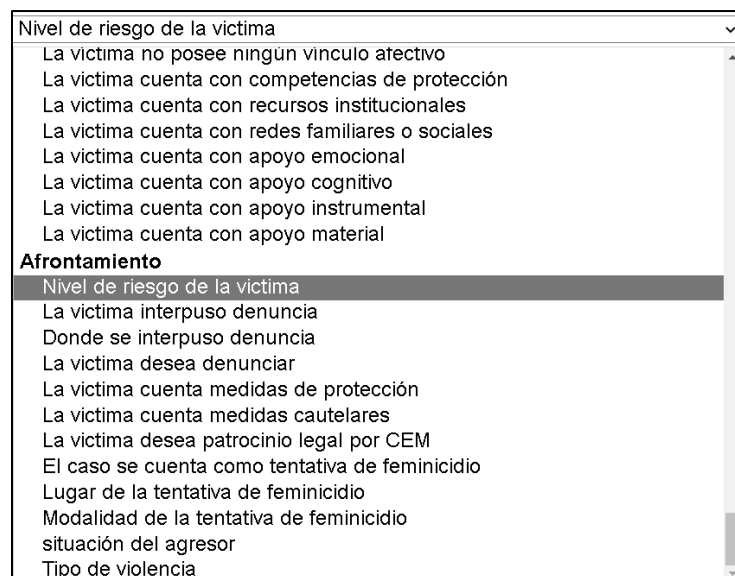 Nivel de riesgo de la victima
La victima no posee ningún vínculo afectivo
La victima cuenta con competencias de protección
La victima cuenta con recursos institucionales
La victima cuenta con redes familiares o sociales
La victima cuenta con apoyo emocional
La victima cuenta con apoyo cognitivo
La victima cuenta con apoyo instrumental
La victima cuenta con apoyo material
Afrontamiento
Nivel de riesgo de la victima
La victima interpuso denuncia
Donde se interpuso denuncia
La victima desea denunciar
La victima cuenta medidas de protección
La victima cuenta medidas cautelares
La victima desea patrocinio legal por CEM
El caso se cuenta como tentativa de feminicidio
Lugar de la tentativa de feminicidio
Modalidad de la tentativa de feminicidio
situación del agresor
Tipo de violencia